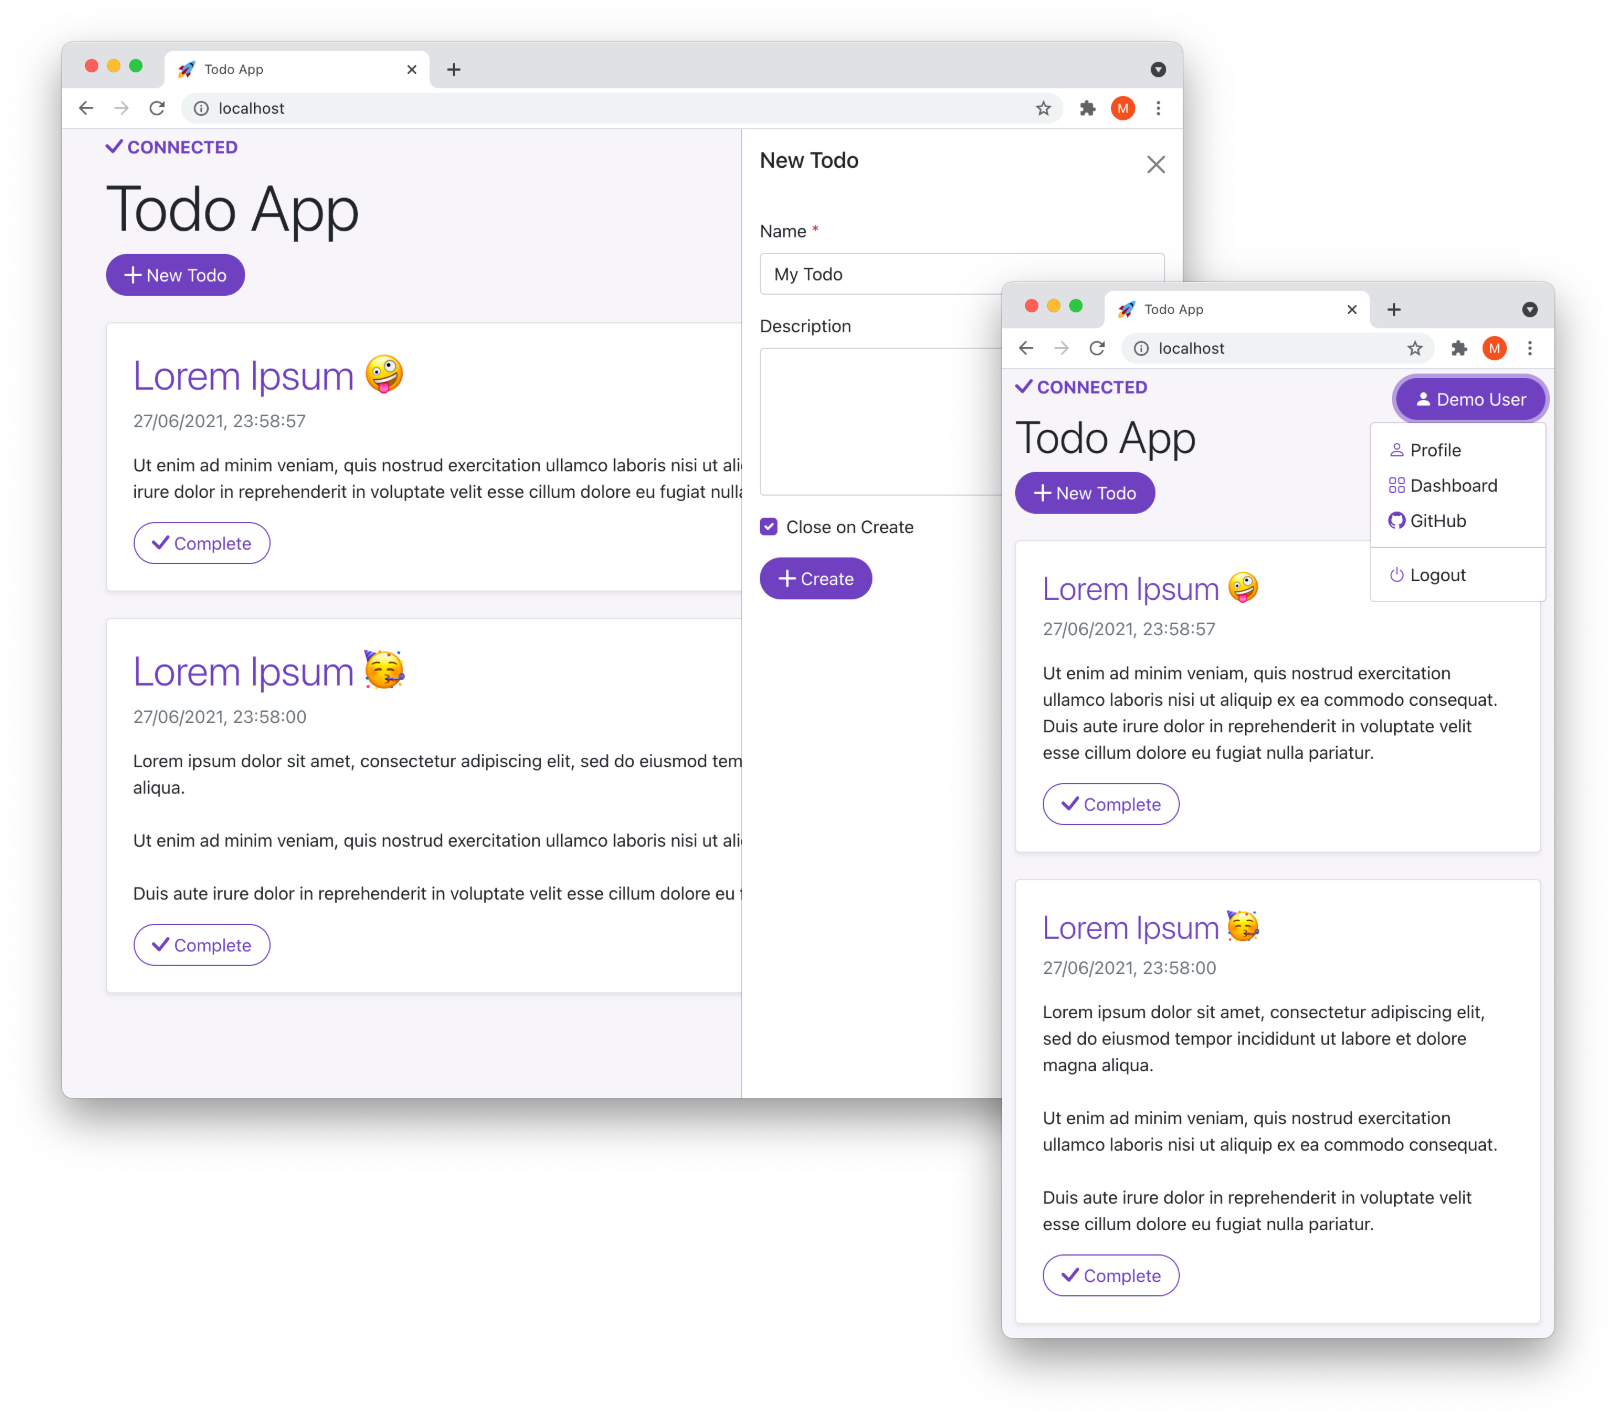 Todo App
localhost
M
CONNECTED
Todo App
New Todo
Lorem Ipsum 🤪
27/06/2021, 23:58:57
Ut enim ad minim veniam, quis nostrud exercitation ullamco laboris nisi ut ali
irure dolor in reprehenderit in voluptate velit esse cillum dolore eu fugiat null
Complete
Lorem Ipsum 🥳
27/06/2021, 23:58:00
Lorem ipsum dolor sit amet, consectetur adipiscing elit, sed do eiusmod tem
aliqua.
Ut enim ad minim veniam, quis nostrud exercitation ullamco laboris nisi ut ali
Duis aute irure dolor in reprehenderit in voluptate velit esse cillum dolore eu
Complete
New Todo
Name *
My Todo
Description
Close on Create
Create
Todo App
localhost
M
CONNECTED
Demo User
Todo App
New Todo
Profile
Dashboard
GitHub
Logout
Lorem Ipsum 🤪
27/06/2021, 23:58:57
Ut enim ad minim veniam, quis nostrud exercitation
ullamco laboris nisi ut aliquip ex ea commodo consequat.
Duis aute irure dolor in reprehenderit in voluptate velit
esse cillum dolore eu fugiat nulla pariatur.
Complete
Lorem Ipsum 🥳
27/06/2021, 23:58:00
Lorem ipsum dolor sit amet, consectetur adipiscing elit,
sed do eiusmod tempor incididunt ut labore et dolore
magna aliqua.
Ut enim ad minim veniam, quis nostrud exercitation
ullamco laboris nisi ut aliquip ex ea commodo consequat.
Duis aute irure dolor in reprehenderit in voluptate velit
esse cillum dolore eu fugiat nulla pariatur.
Complete